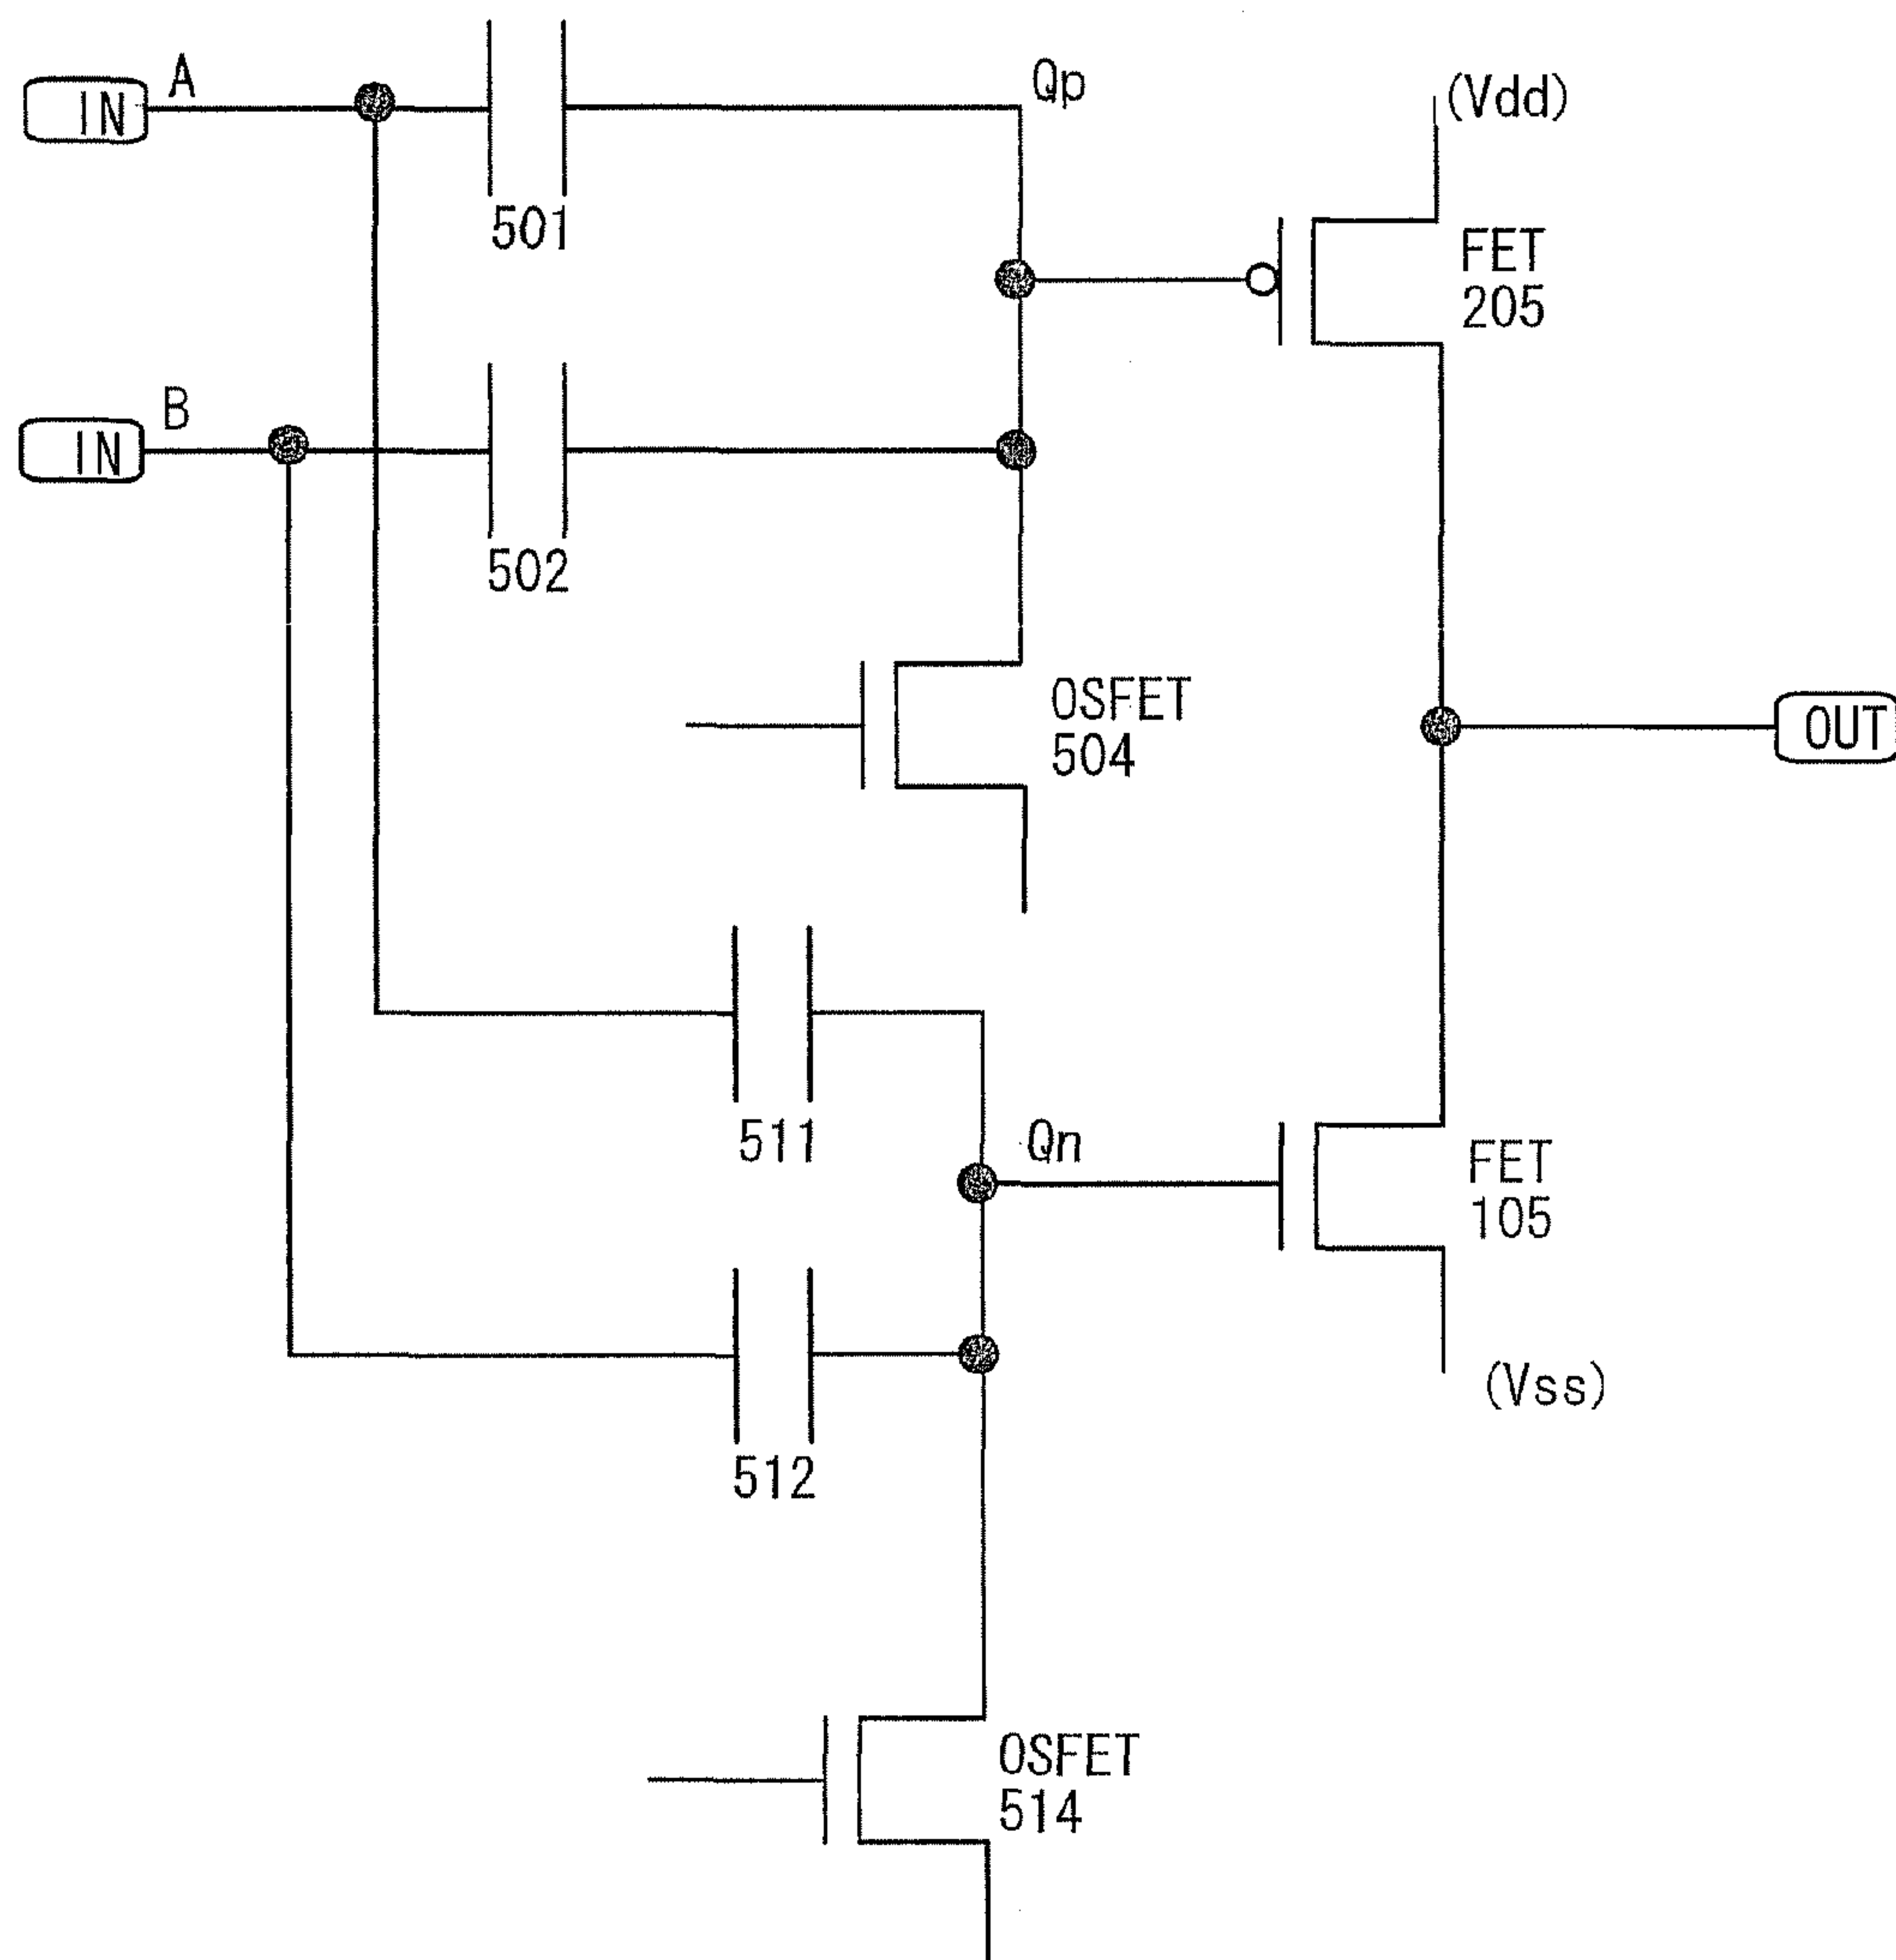 IN
A
Qp
(Vdd)
501
FET
205
IN
B
502
OSFET
504
OUT
511
Qn
FET
105
(Vss)
512
OSFET
514